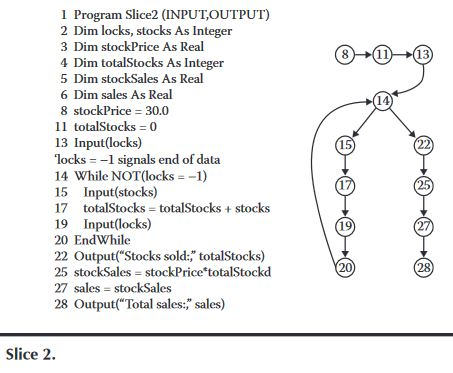 1 Program Slice2 (INPUT,OUTPUT)
2 Dim locks, stocks As Integer
3 Dim stockPrice As Real
4 Dim totalStocks As Integer
5 Dim stockSales As Real
6 Dim sales As Real
8 stockPrice = 30.0
11 totalStocks = 0
13 Input(locks)
‘locks = −1 signals end of data
14 While NOT(locks = −1)
15 Input(stocks)
17 totalStocks = totalStocks + stocks
19 Input(locks)
20 EndWhile
22 Output(“Stocks sold:,” totalStocks)
25 stockSales = stockPrice*totalStockd
27 sales = stockSales
28 Output(“Total sales:,” sales)
8 11 13
14
15 22
17 25
19 27
20 28
Slice 2.